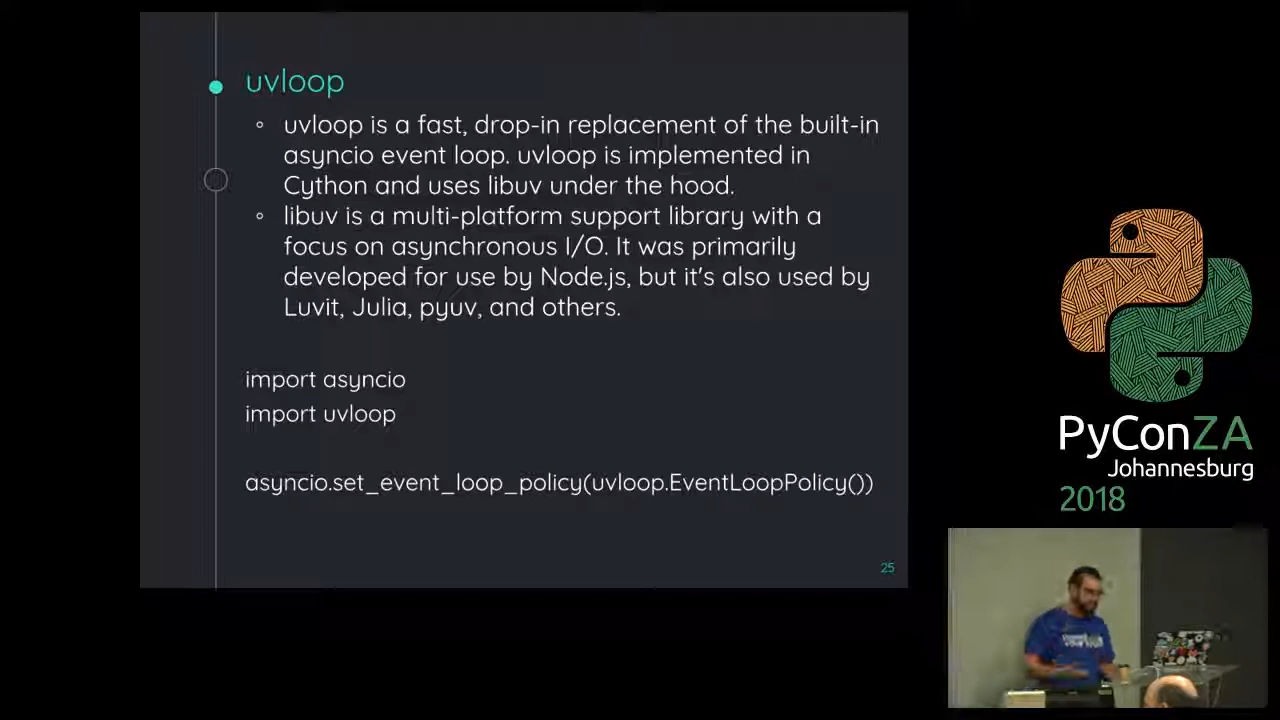 uvloop
◦ uvloop is a fast, drop-in replacement of the built-in
asyncio event loop. uvloop is implemented in
Cython and uses libuv under the hood.
◦ libuv is a multi-platform support library with a
focus on asynchronous I/O. It was primarily
developed for use by Node.js, but it's also used by
Luvit, Julia, pyuv, and others.
import asyncio
import uvloop
asyncio.set_event_loop_policy(uvloop.EventLoopPolicy())
25
PyConZA
Johannesburg
2018